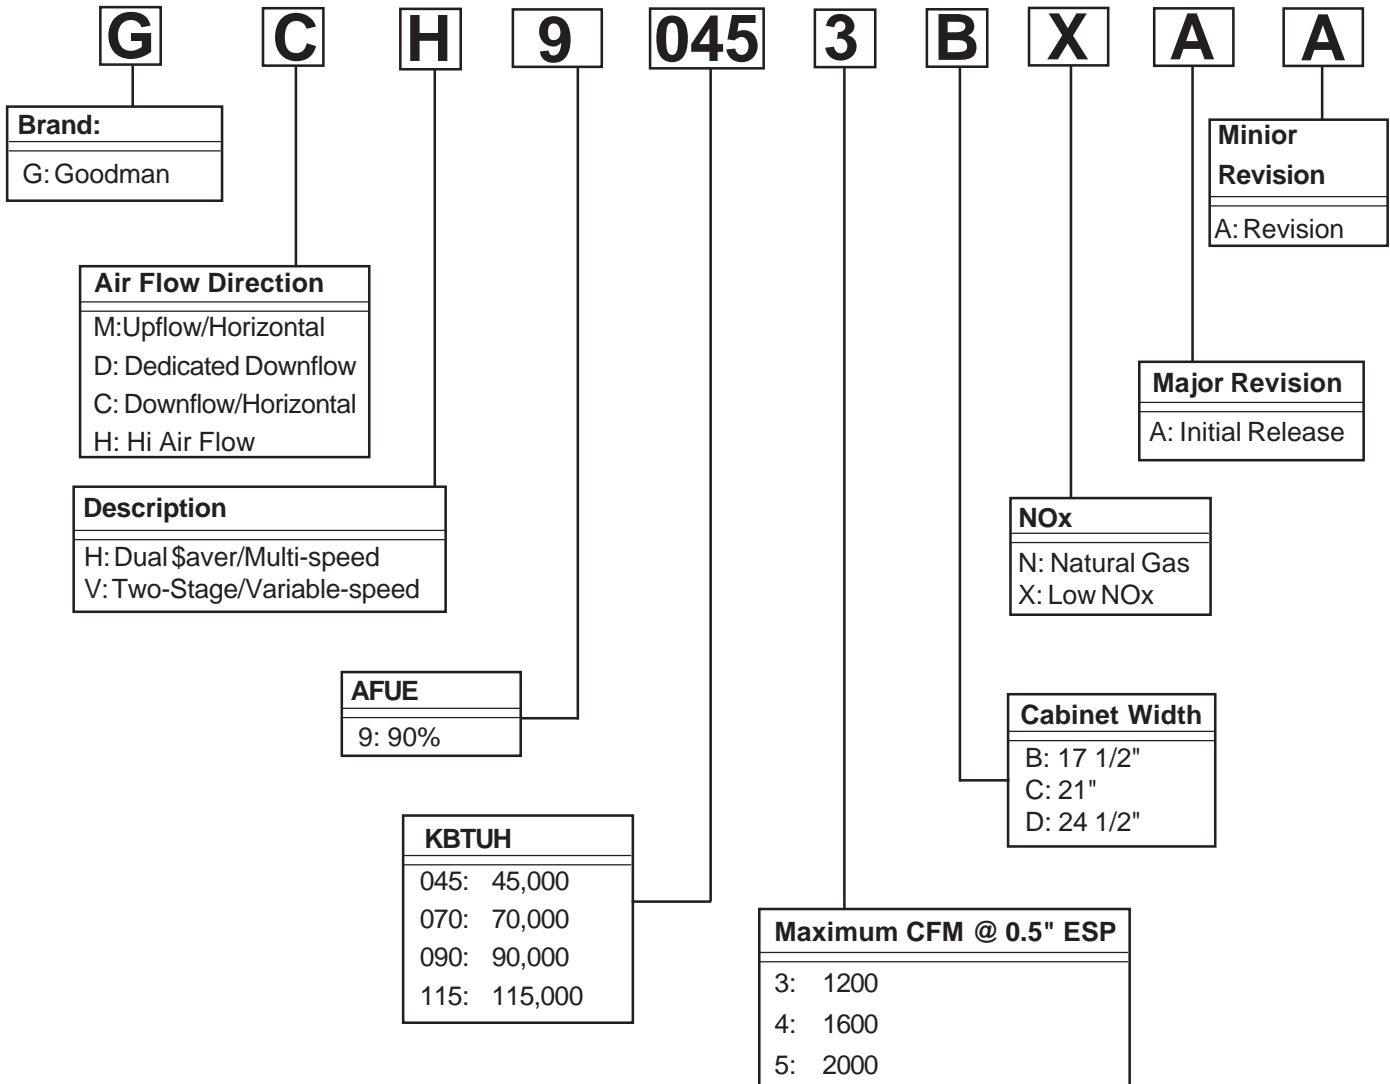 G C H 9 045 3 B X A A
Brand:
G: Goodman
Minior
Revision
A: Revision
Air Flow Direction
M:Upflow/Horizontal
D: Dedicated Downflow
C: Downflow/Horizontal
H: Hi Air Flow
Major Revision
A: Initial Release
Description
H: Dual $aver/Multi-speed
V: Two-Stage/Variable-speed
NOx
N: Natural Gas
X: Low NOx
AFUE
9: 90%
Cabinet Width
B: 17 1/2"
C: 21"
D: 24 1/2"
KBTUH
045: 45,000
070: 70,000
090: 90,000
115: 115,000
Maximum CFM @ 0.5" ESP
3: 1200
4: 1600
5: 2000